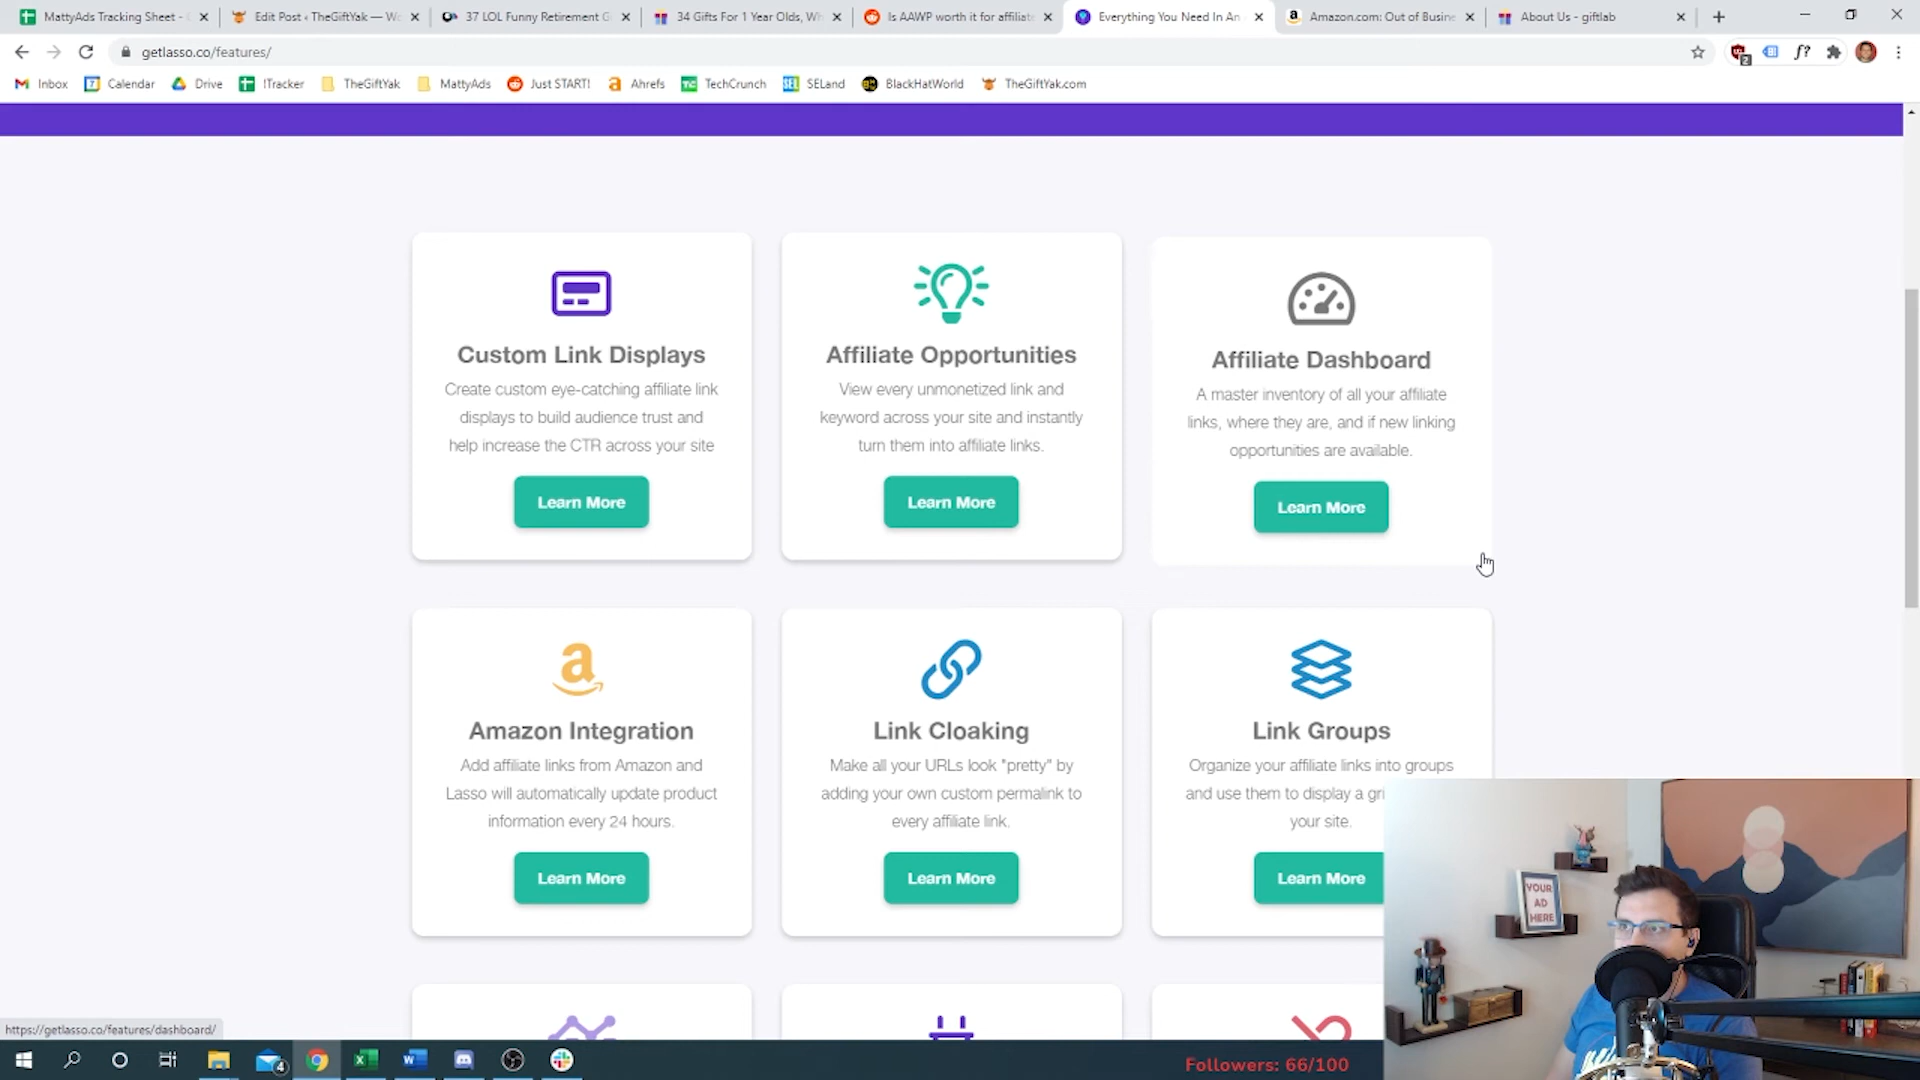 MattyAds Tracking Sheet -
Edit Post ‹ TheGiftYak — Wo
37 LOL Funny Retirement G
34 Gifts For 1 Year Olds, Wh
Is AAWP worth it for affiliate
Everything You Need In An
Amazon.com: Out of Busine
About Us - giftlab
getlasso.co/features/
2
f?
Inbox
Calendar
Drive
!Tracker
TheGiftYak
MattyAds
Just START!
Ahrefs
TechCrunch
SELand
BlackHatWorld
TheGiftYak.com
Custom Link Displays
Create custom eye-catching affiliate link
displays to build audience trust and
help increase the CTR across your site
Learn More
Affiliate Opportunities
View every unmonetized link and
keyword across your site and instantly
turn them into affiliate links.
Learn More
Affiliate Dashboard
A master inventory of all your affiliate
links, where they are, and if new linking
opportunities are available.
Learn More
Amazon Integration
Add affiliate links from Amazon and
Lasso will automatically update product
information every 24 hours.
Learn More
Link Cloaking
Make all your URLs look "pretty" by
adding your own custom permalink to
every affiliate link.
Learn More
Link Groups
Organize your affiliate links into groups
and use them to display a gri
your site.
Learn More
YOUR
AD
HERE
https://getlasso.co/features/dashboard/
4
Followers: 66/100